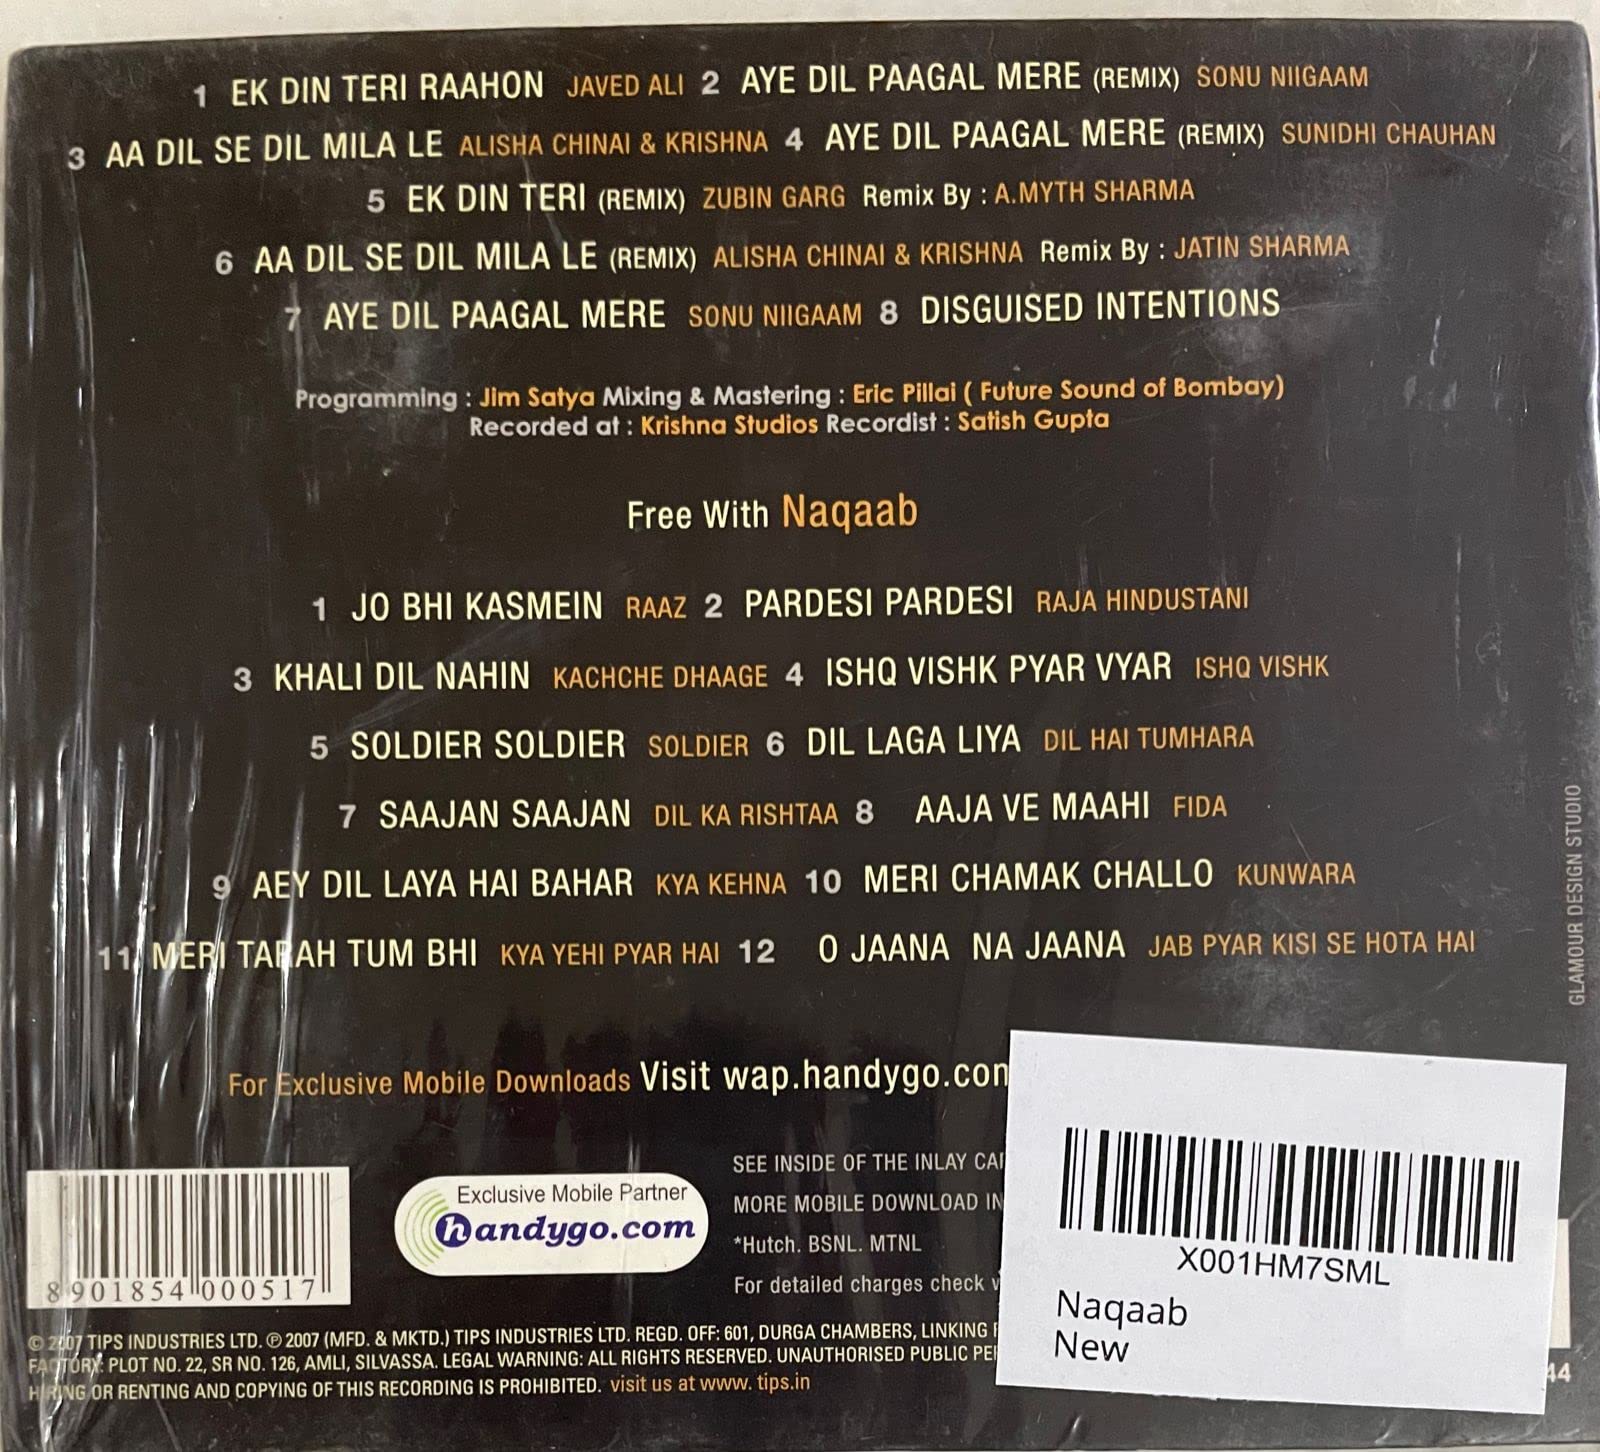 1 EK DIN TERI RAAHON JAVED ALI 2 AYE DIL PAAGAL MERE (REMIX) SONU NIIGAAM
3 AA DIL SE DIL MILA LE ALISHA CHINAI & KRISHNA 4 AYE DIL PAAGAL MERE (REMIX) SUNIDHI CHAUHAN
5 EK DIN TERI (REMIX) ZUBIN GARG Remix By : A.MYTH SHARMA
6 AA DIL SE DIL MILA LE (REMIX) ALISHA CHINAI & KRISHNA Remix By : JATIN SHARMA
7 AYE DIL PAAGAL MERE SONU NIIGAAM 8 DISGUISED INTENTIONS
Programming : Jim Satya Mixing & Mastering : Eric Pillai ( Future Sound of Bombay)
Recorded at : Krishna Studios Recordist : Satish Gupta
Free With Naqaab
1 JO BHI KASMEIN RAAZ 2 PARDESI PARDESI RAJA HINDUSTANI
3 KHALI DIL NAHIN KACHCHE DHAAGE 4 ISHQ VISHK PYAR VYAR ISHQ VISHK
5 SOLDIER SOLDIER SOLDIER 6 DIL LAGA LIYA DIL HAI TUMHARA
7 SAAJAN SAAJAN DIL KA RISHTAA 8 AAJA VE MAAHI FIDA
9 AEY DIL LAYA HAI BAHAR KYA KEHNA 10 MERI CHAMAK CHALLO KUNWARA
11 MERI TARAH TUM BHI KYA YEHI PYAR HAI 12 O JAANA NA JAANA JAB PYAR KISI SE HOTA HAI
GLAMOUR DESIGN STUDIO
For Exclusive Mobile Downloads Visit wap.handygo.com
Exclusive Mobile Partner
handygo.com
SEE INSIDE OF THE INLAY
MORE MOBILE DOWNLOAD
*Hutch. BSNL. MTNL
For detailed charges check
8 901854 000517
© 2007 TIPS INDUSTRIES LTD. ℗ 2007 (MFD. & MKTD.) TIPS INDUSTRIES LTD. REGD. OFF: 601, DURGA CHAMBERS, LINKING
FACTORY: PLOT NO. 22, SR NO. 126, AMLI, SILVASSA. LEGAL WARNING: ALL RIGHTS RESERVED. UNAUTHORISED PUBLIC
HIRING OR RENTING AND COPYING OF THIS RECORDING IS PROHIBITED. visit us at www. tips.in
X001HM7SML
Naqaab
New
44